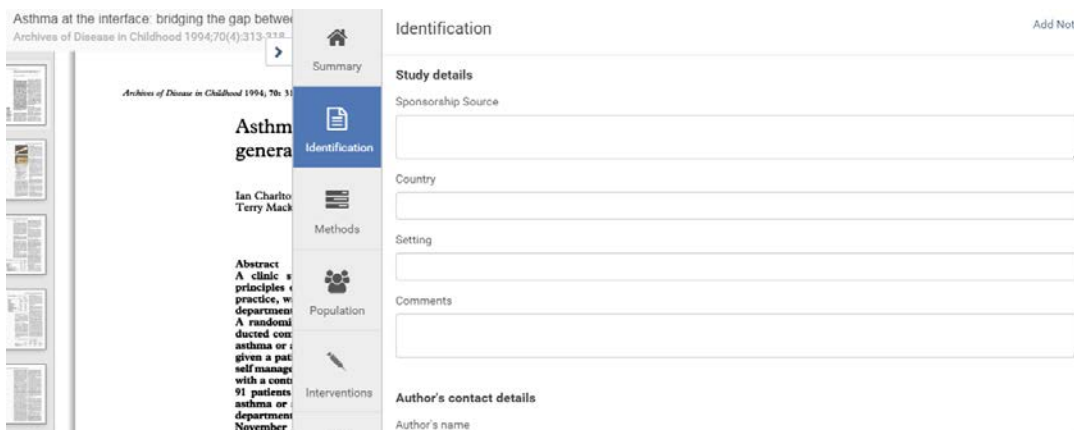 Asthma at the interface: bridging the gap betwe
Archives of Disease in Childhood 1994;70(4):313-318
Archives of Disease in Childhood 1994; 70: 31
Asthm
genera
Ian Charlto
Terry Mack
Abstract
A clinic s
principles
practice, w
department
A randomi
ducted com
asthma or a
given a pati
self manage
with a cont
91 patients
asthma or
department
November
Summary
Identification
Methods
Population
Interventions
Identification
Add Not
Study details
Sponsorship Source
Country
Setting
Comments
Author's contact details
Author's name